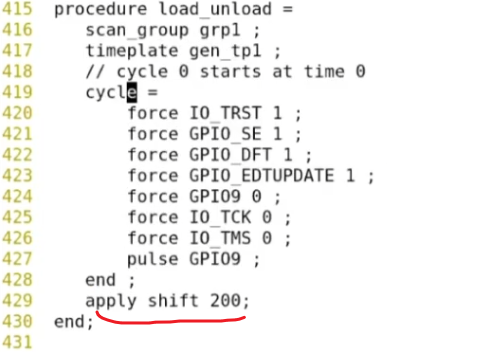 415 procedure load_unload =
416 scan_group grp1 ;
417 timeplate gen_tp1 ;
418 // cycle 0 starts at time 0
419 cycle =
420 force IO_TRST 1 ;
421 force GPIO_SE 1 ;
422 force GPIO_DFT 1 ;
423 force GPIO_EDTUPDATE 1 ;
424 force GPIO9 0 ;
425 force IO_TCK 0 ;
426 force IO_TMS 0 ;
427 pulse GPIO9 ;
428 end ;
429 apply shift 200;
430 end;
431